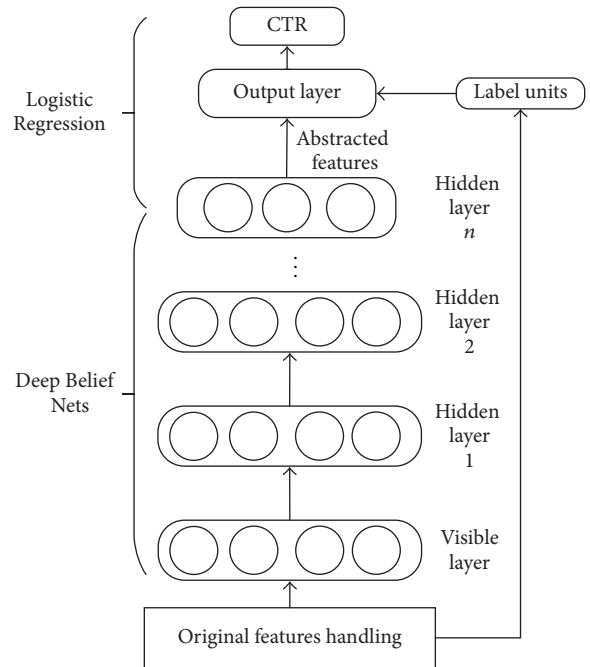 CTR
Output layer
Label units
Logistic
Regression
Abstracted
features
Hidden
layer
n
⋮
Hidden
layer
2
Deep Belief
Nets
Hidden
layer
1
Visible
layer
Original features handling